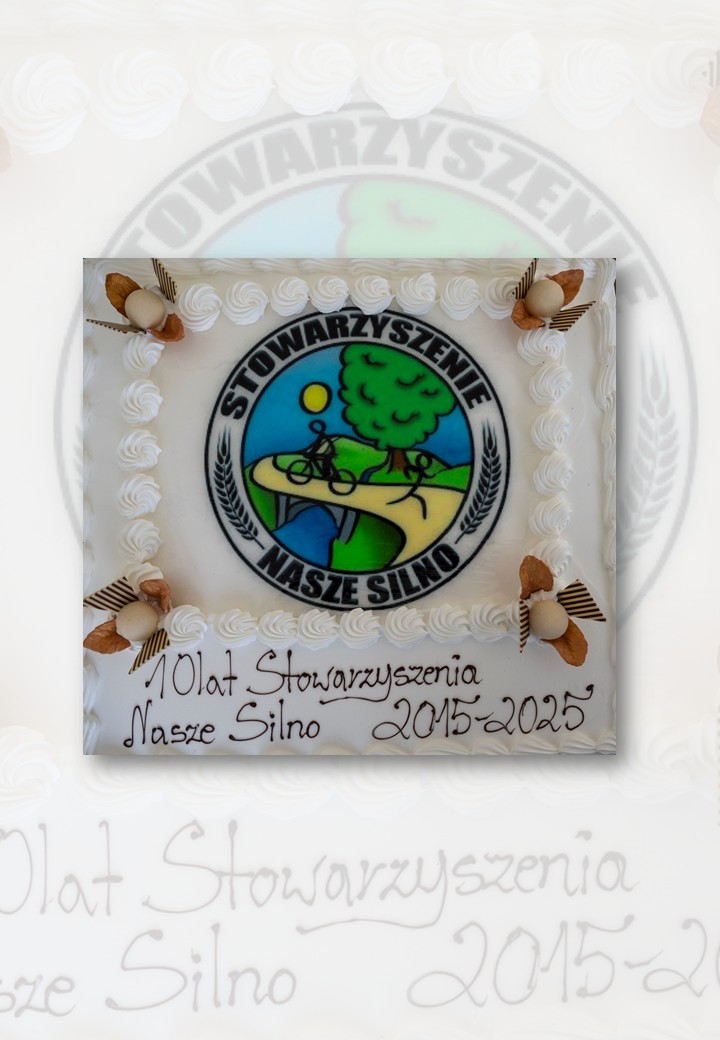 STOWARZYSZENIE
NASZE SILNO
10lat Stowarzyszenia
Nasze Silno 2015-2025